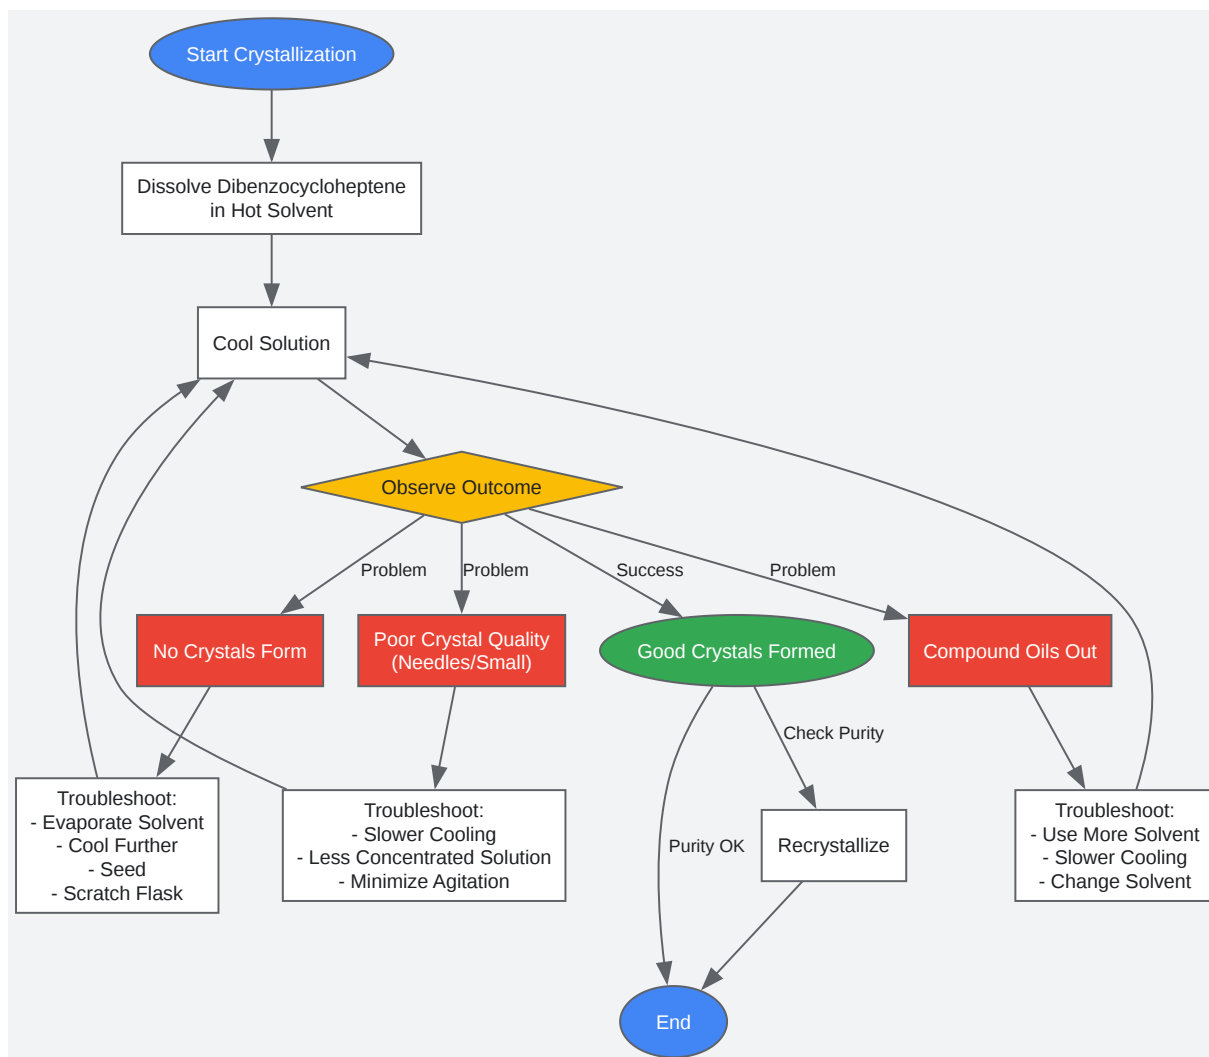 Start Crystallization
Dissolve Dibenzocycloheptene
in Hot Solvent
Cool Solution
Observe Outcome
Problem
Problem
Success
Problem
No Crystals Form
Poor Crystal Quality
(Needles/Small)
Good Crystals Formed
Compound Oils Out
Check Purity
Troubleshoot:
- Evaporate Solvent
- Cool Further
- Seed
- Scratch Flask
Troubleshoot:
- Slower Cooling
- Less Concentrated Solution
- Minimize Agitation
Purity OK
Recrystallize
Troubleshoot:
- Use More Solvent
- Slower Cooling
- Change Solvent
End